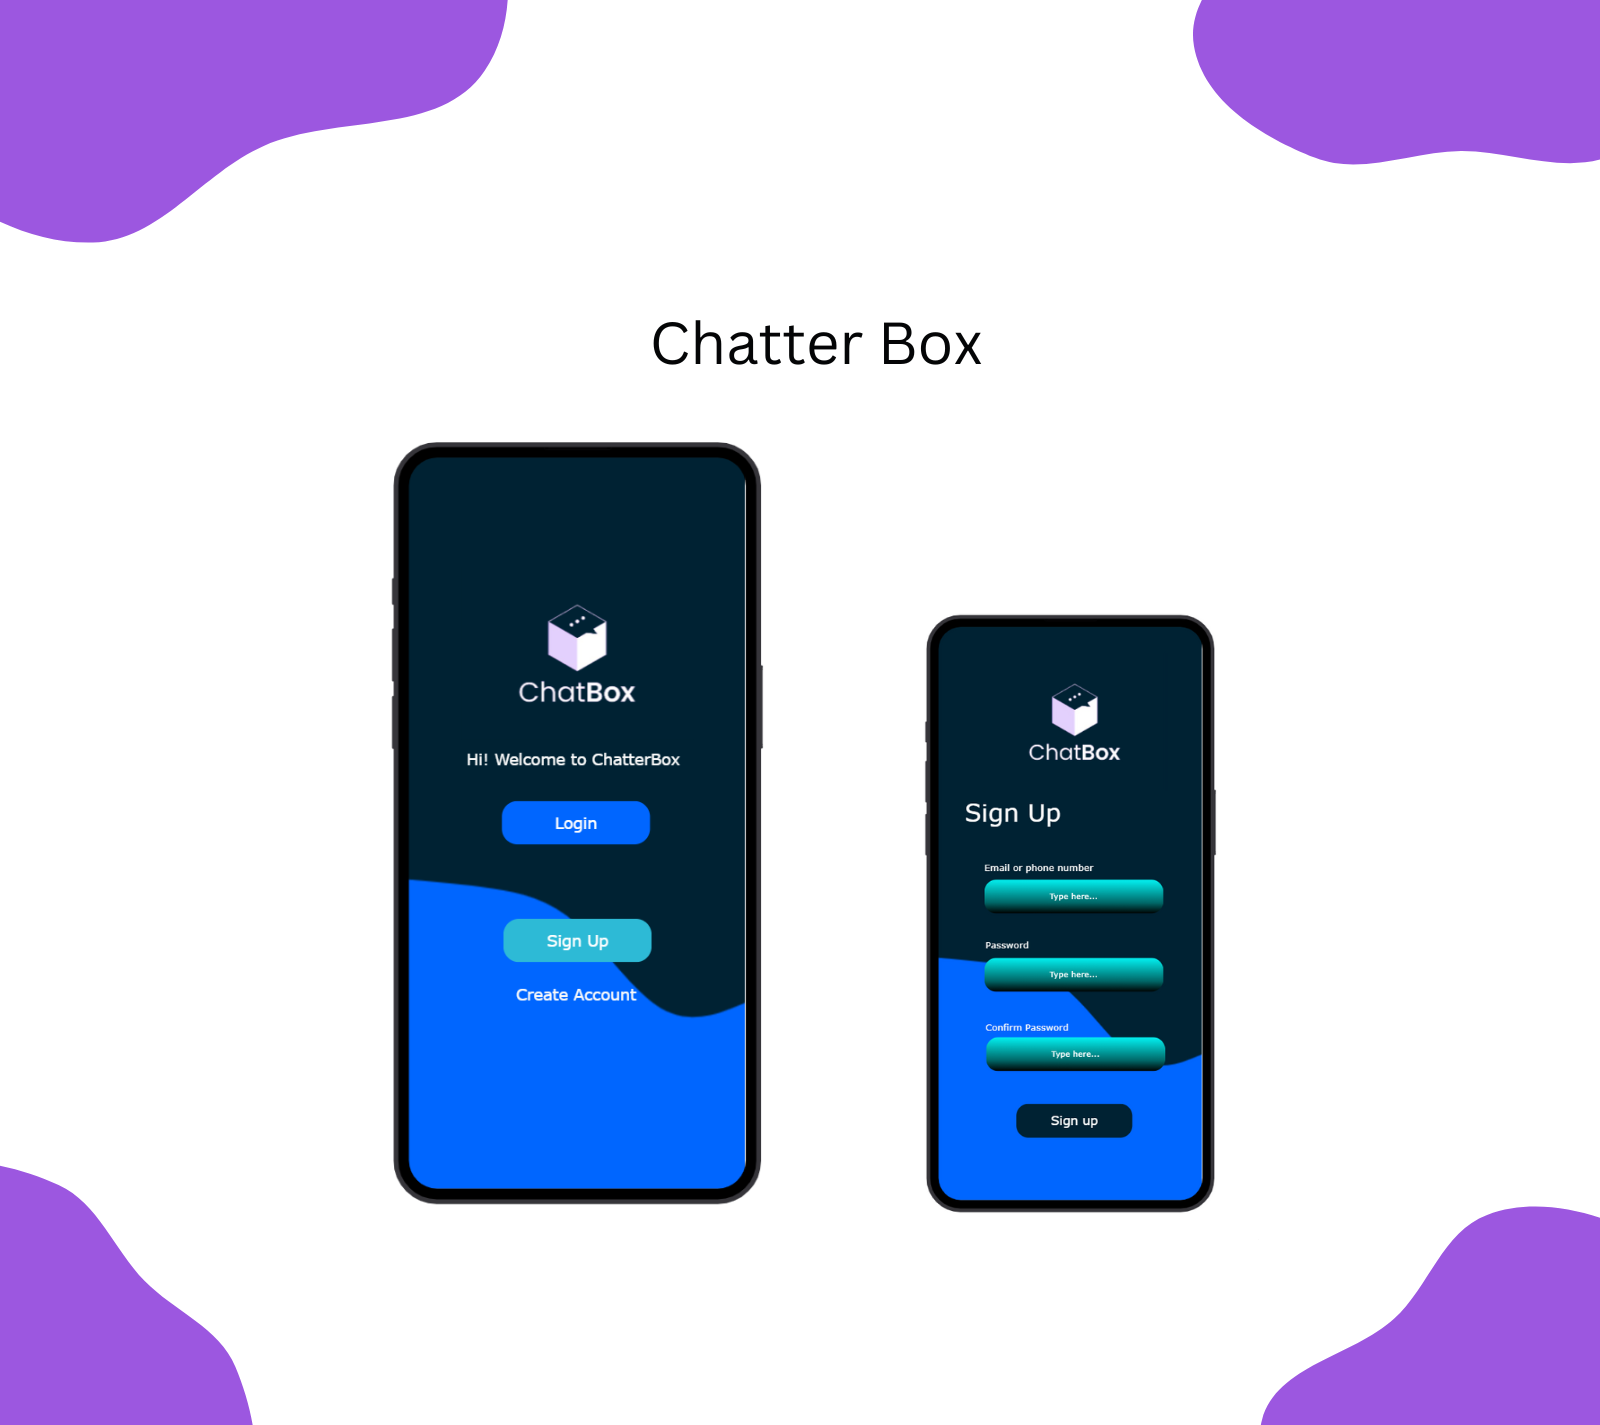 Chatter Box
ChatBox
Hi! Welcome to ChatterBox
Login
Sign Up
Create Account
ChatBox
Sign Up
Email or phone number
Type here...
Password
Type here...
Confirm Password
Type here...
Sign up